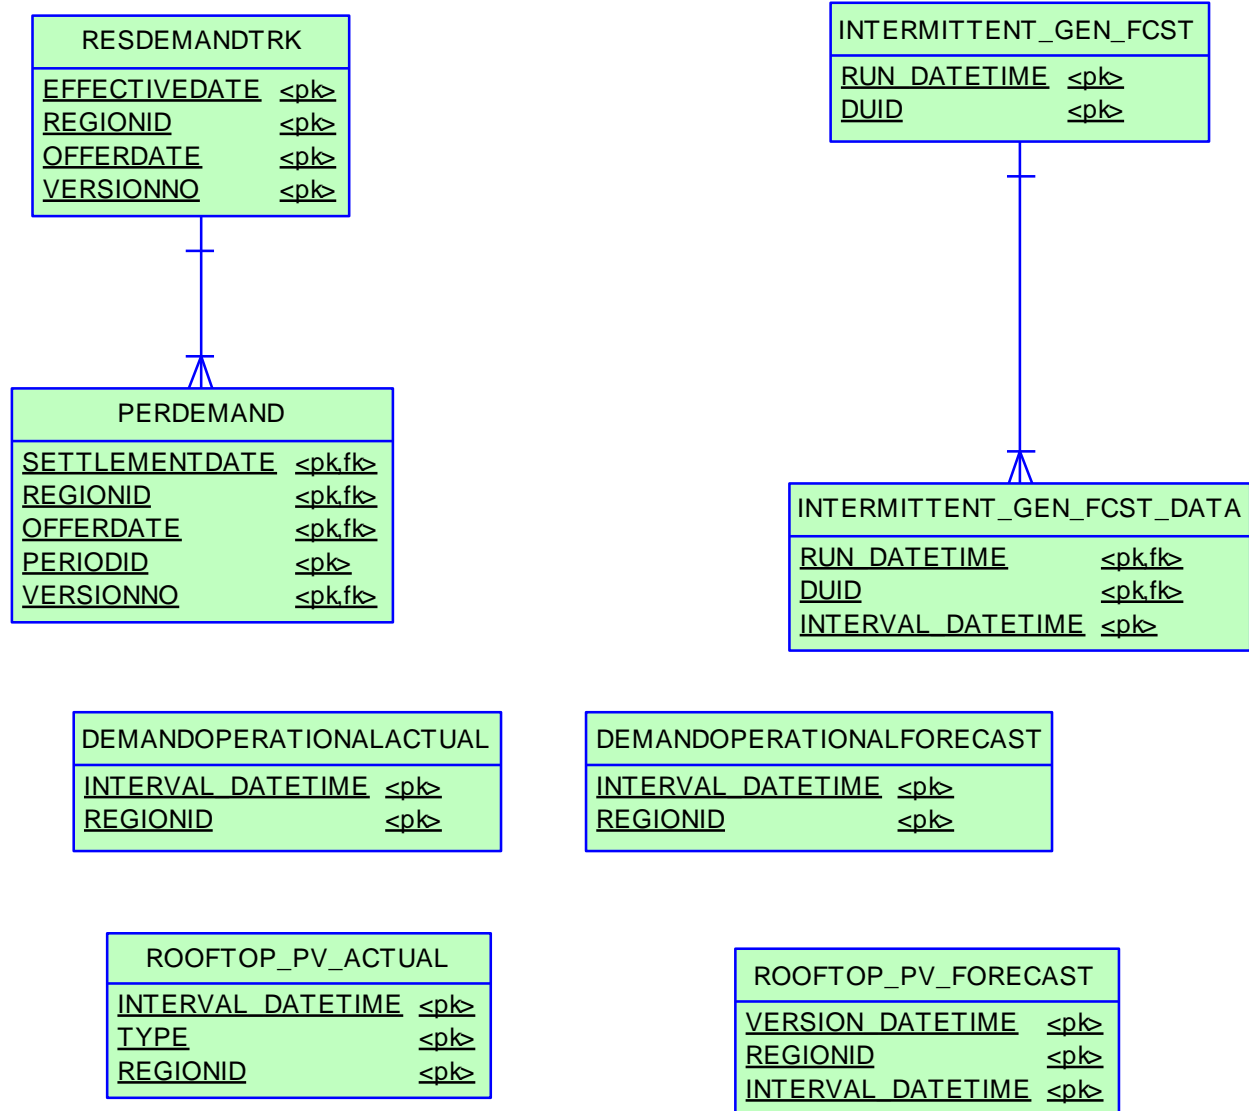 RESDEMANDTRK
EFFECTIVEDATE <pk>
REGIONID <pk>
OFFERDATE <pk>
VERSIONNO <pk>
INTERMITTENT_GEN_FCST
RUN_DATETIME <pk>
DUID <pk>
PERDEMAND
SETTLEMENTDATE <pk,fk>
REGIONID <pk,fk>
OFFERDATE <pk,fk>
PERIODID <pk>
VERSIONNO <pk,fk>
INTERMITTENT_GEN_FCST_DATA
RUN_DATETIME <pk,fk>
DUID <pk,fk>
INTERVAL_DATETIME <pk>
DEMANDOPERATIONALACTUAL
INTERVAL_DATETIME <pk>
REGIONID <pk>
DEMANDOPERATIONALFORECAST
INTERVAL_DATETIME <pk>
REGIONID <pk>
ROOFTOP_PV_ACTUAL
INTERVAL_DATETIME <pk>
TYPE <pk>
REGIONID <pk>
ROOFTOP_PV_FORECAST
VERSION_DATETIME <pk>
REGIONID <pk>
INTERVAL_DATETIME <pk>